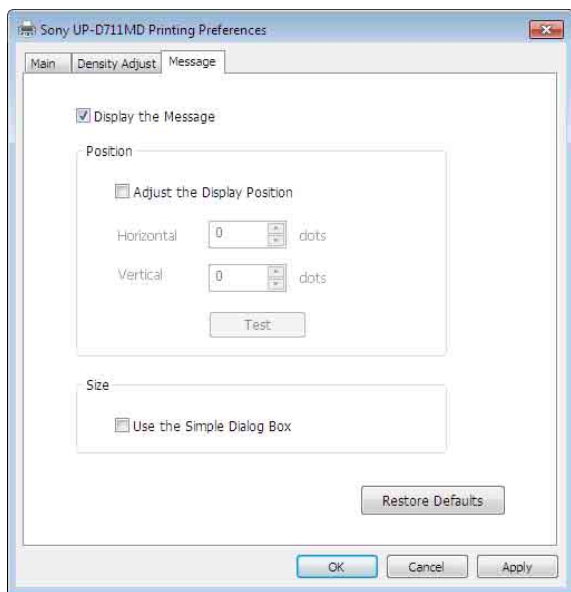 Sony UP-D711MD Printing Preferences
Main Density Adjust Message
Display the Message
Position
Adjust the Display Position
Horizontal 0 dots
Vertical 0 dots
Test
Size
Use the Simple Dialog Box
Restore Defaults
OK Cancel Apply